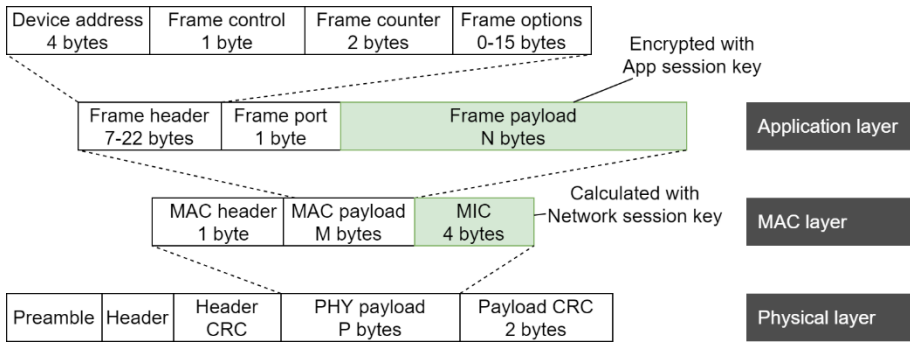 Device address Frame control Frame counter Frame options
4 bytes 1 byte 2 bytes 0-15 bytes
Encrypted with
App session key
Frame header Frame port Frame payload
7-22 bytes 1 byte N bytes
Application layer
Calculated with
Network session key
MAC header MAC payload MIC
1 byte M bytes 4 bytes
MAC layer
Preamble Header Header CRC PHY payload Payload CRC
P bytes 2 bytes
Physical layer